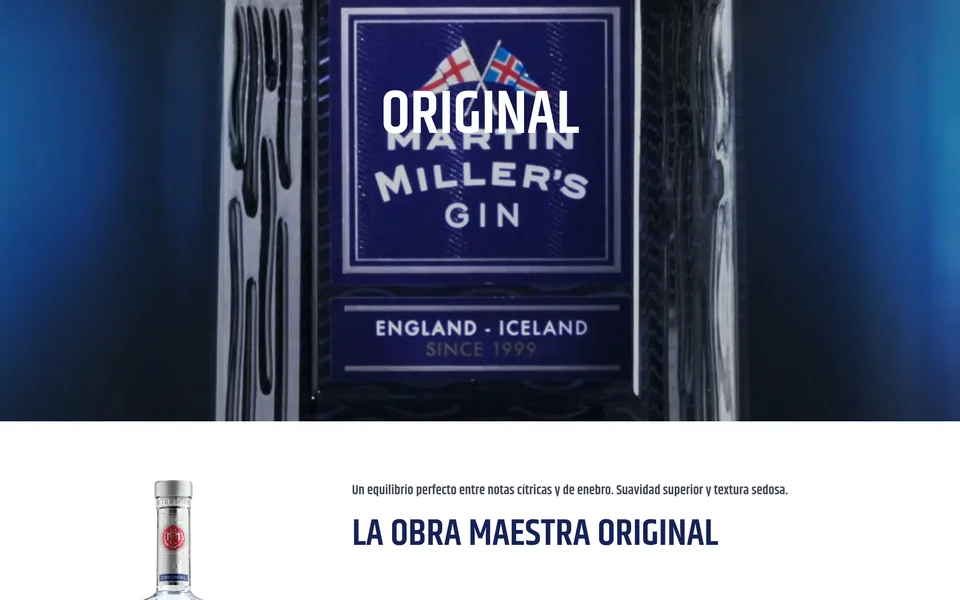 ORIGINAL
MARTIN
MILLER'S
GIN
ENGLAND - ICELAND
SINCE 1999
Un equilibrio perfecto entre notas cítricas y de enebro. Suavidad superior y textura sedosa.
LA OBRA MAESTRA ORIGINAL
ORIGINAL